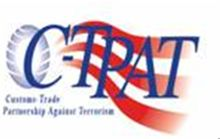 C-TPAT
Customs-Trade
Partnership Against Terrorism